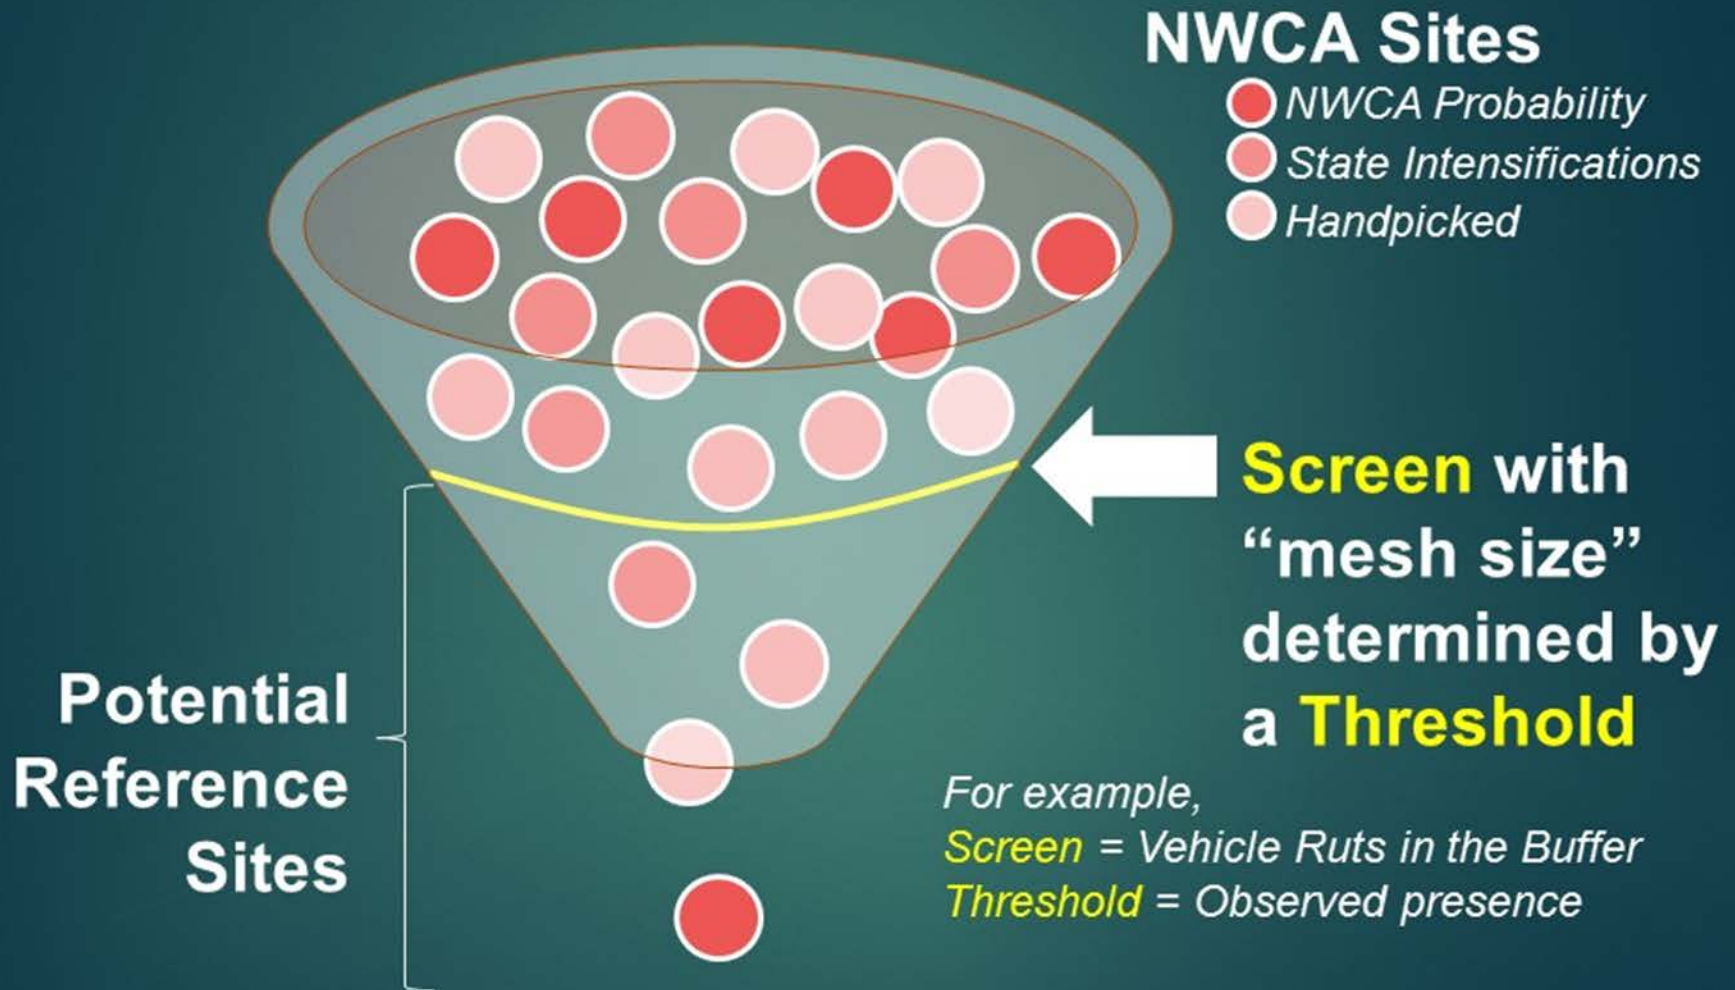 NWCA Sites
NWCA Probability
State Intensifications
Handpicked
Screen with
“mesh size”
determined by
a Threshold
Potential
Reference
Sites
For example,
Screen = Vehicle Ruts in the Buffer
Threshold = Observed presence